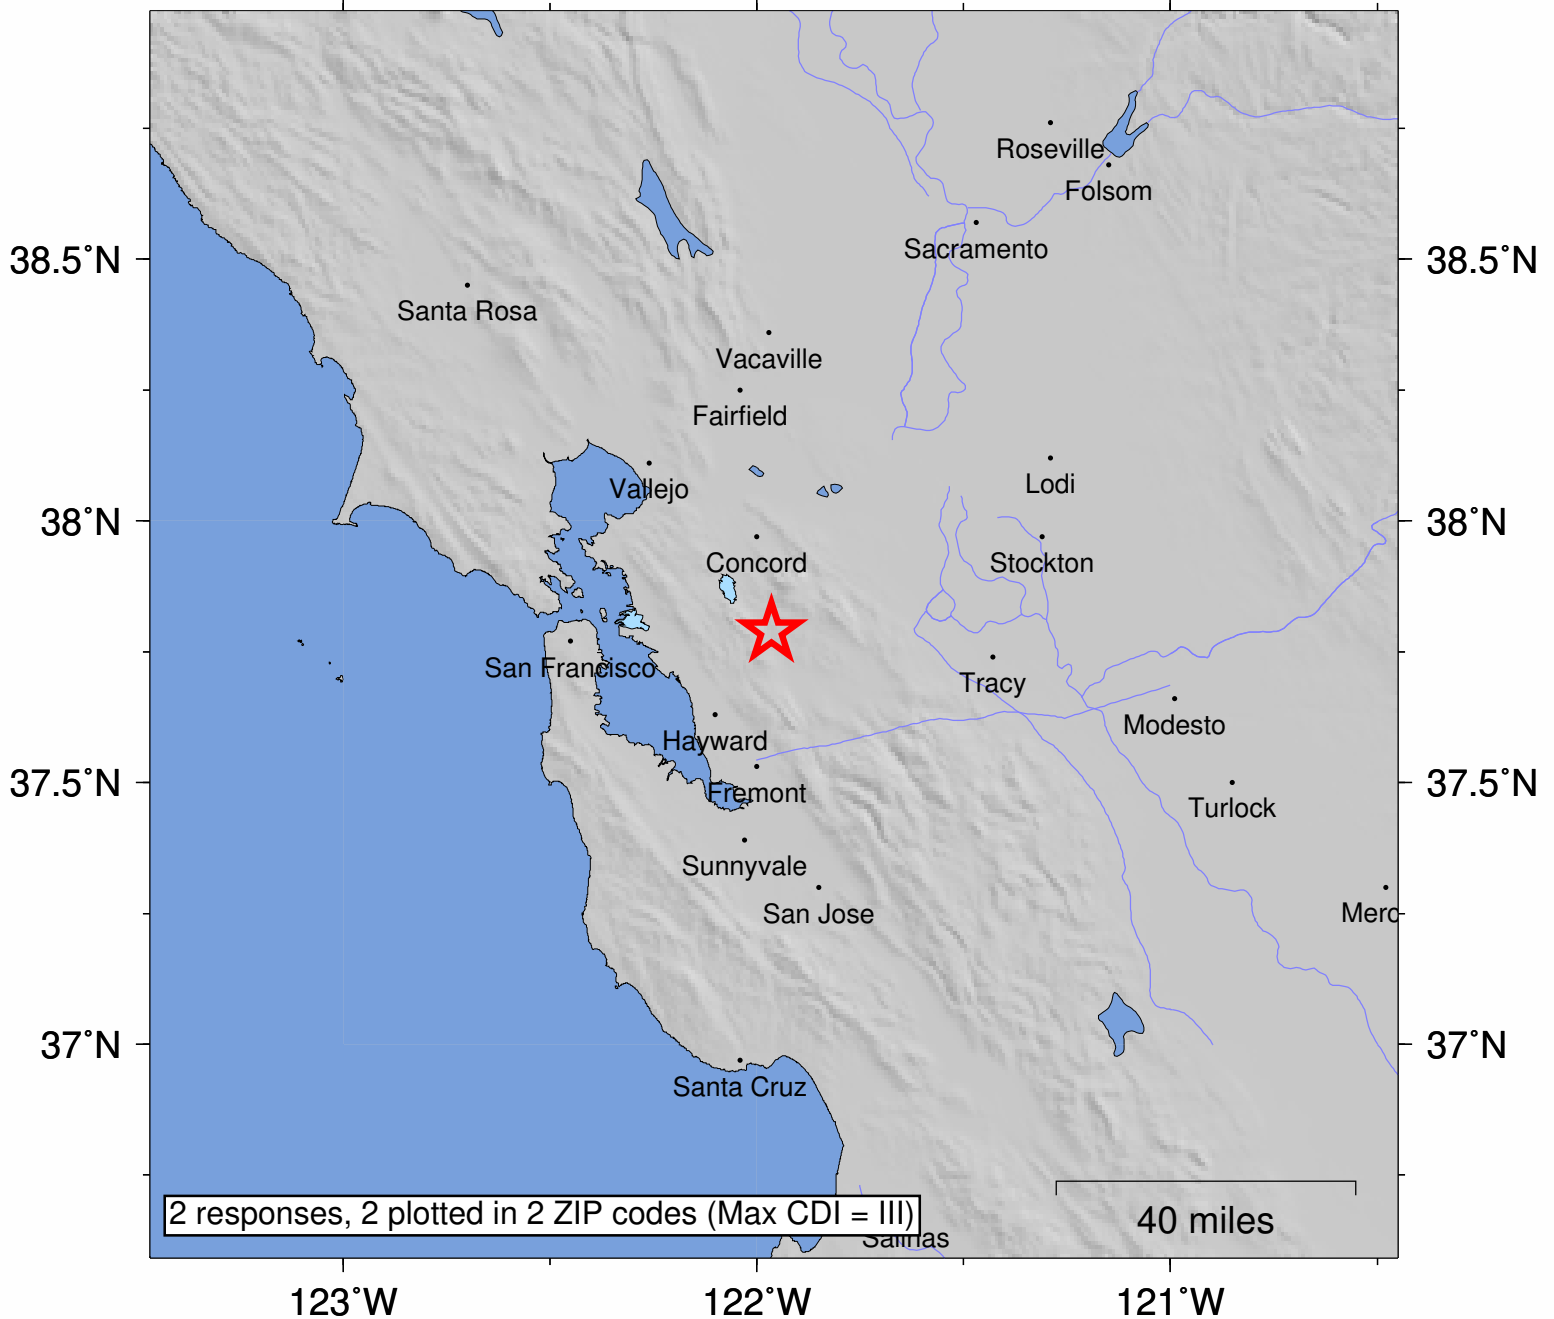 Roseville
Folsom
Sacramento
38.5˚N
38.5˚N
Santa Rosa
Vacaville
Fairfield
Vallejo
Lodi
38˚N
38˚N
Concord
Stockton
San Francisco
Tracy
Modesto
Hayward
37.5˚N
37.5˚N
Fremont
Turlock
Sunnyvale
San Jose
Merc
37˚N
37˚N
Santa Cruz
2 responses, 2 plotted in 2 ZIP codes (Max CDI = III)
40 miles
Salinas
123˚W
122˚W
121˚W